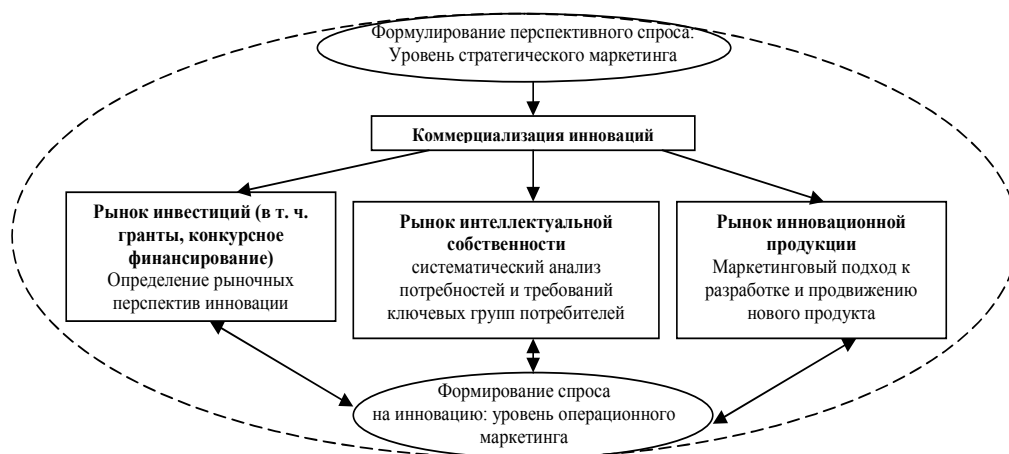 Формулирование перспективного спроса:
Уровень стратегического маркетинга
Коммерциализация инноваций
Рынок инвестиций (в т. ч.
гранты, конкурсное
финансирование)
Определение рыночных
перспектив инновации
Рынок интеллектуальной
собственности
систематический анализ
потребностей и требований
ключевых групп потребителей
Рынок инновационной
продукции
Маркетинговый подход к
разработке и продвижению
нового продукта
Формирование спроса
на инновацию: уровень операционного
маркетинга